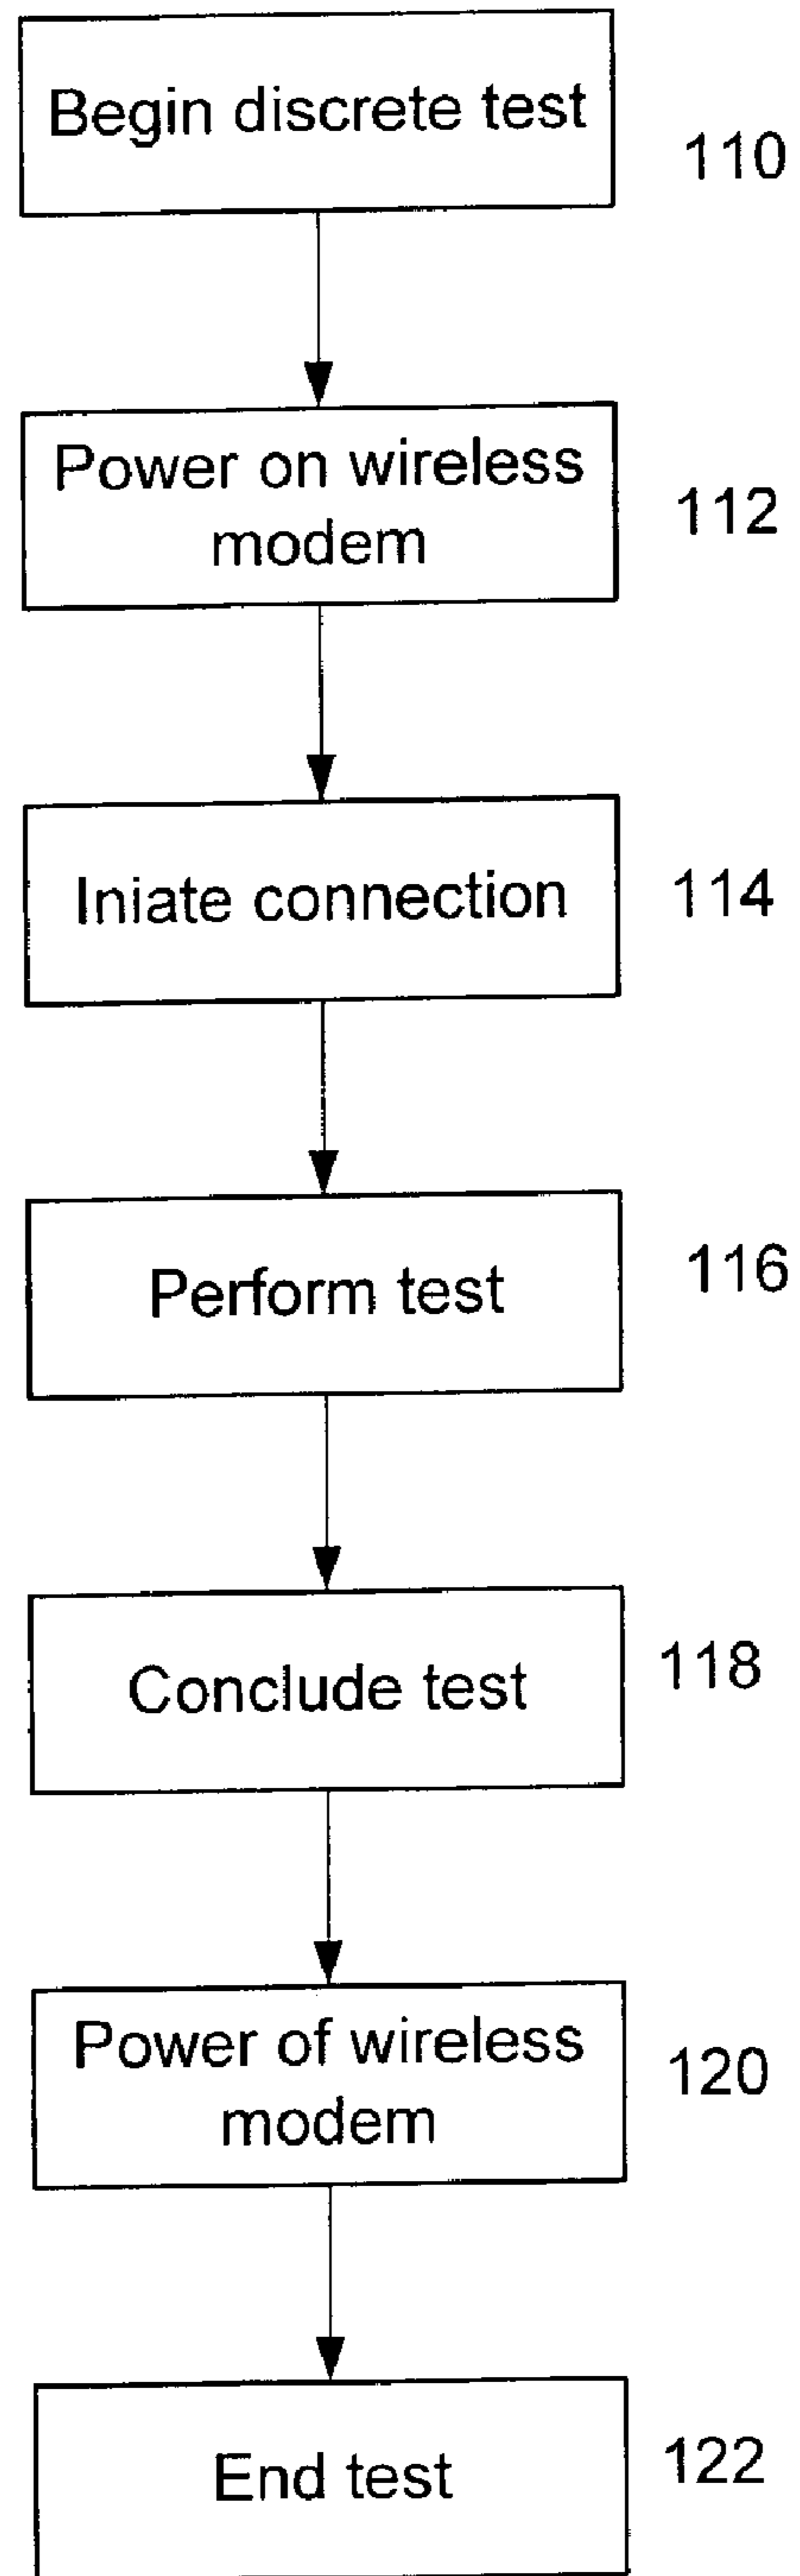 Begin discrete test
110
Power on wireless
modem
112
Iniate connection
114
Perform test
116
Conclude test
118
Power of wireless
modem
120
End test
122